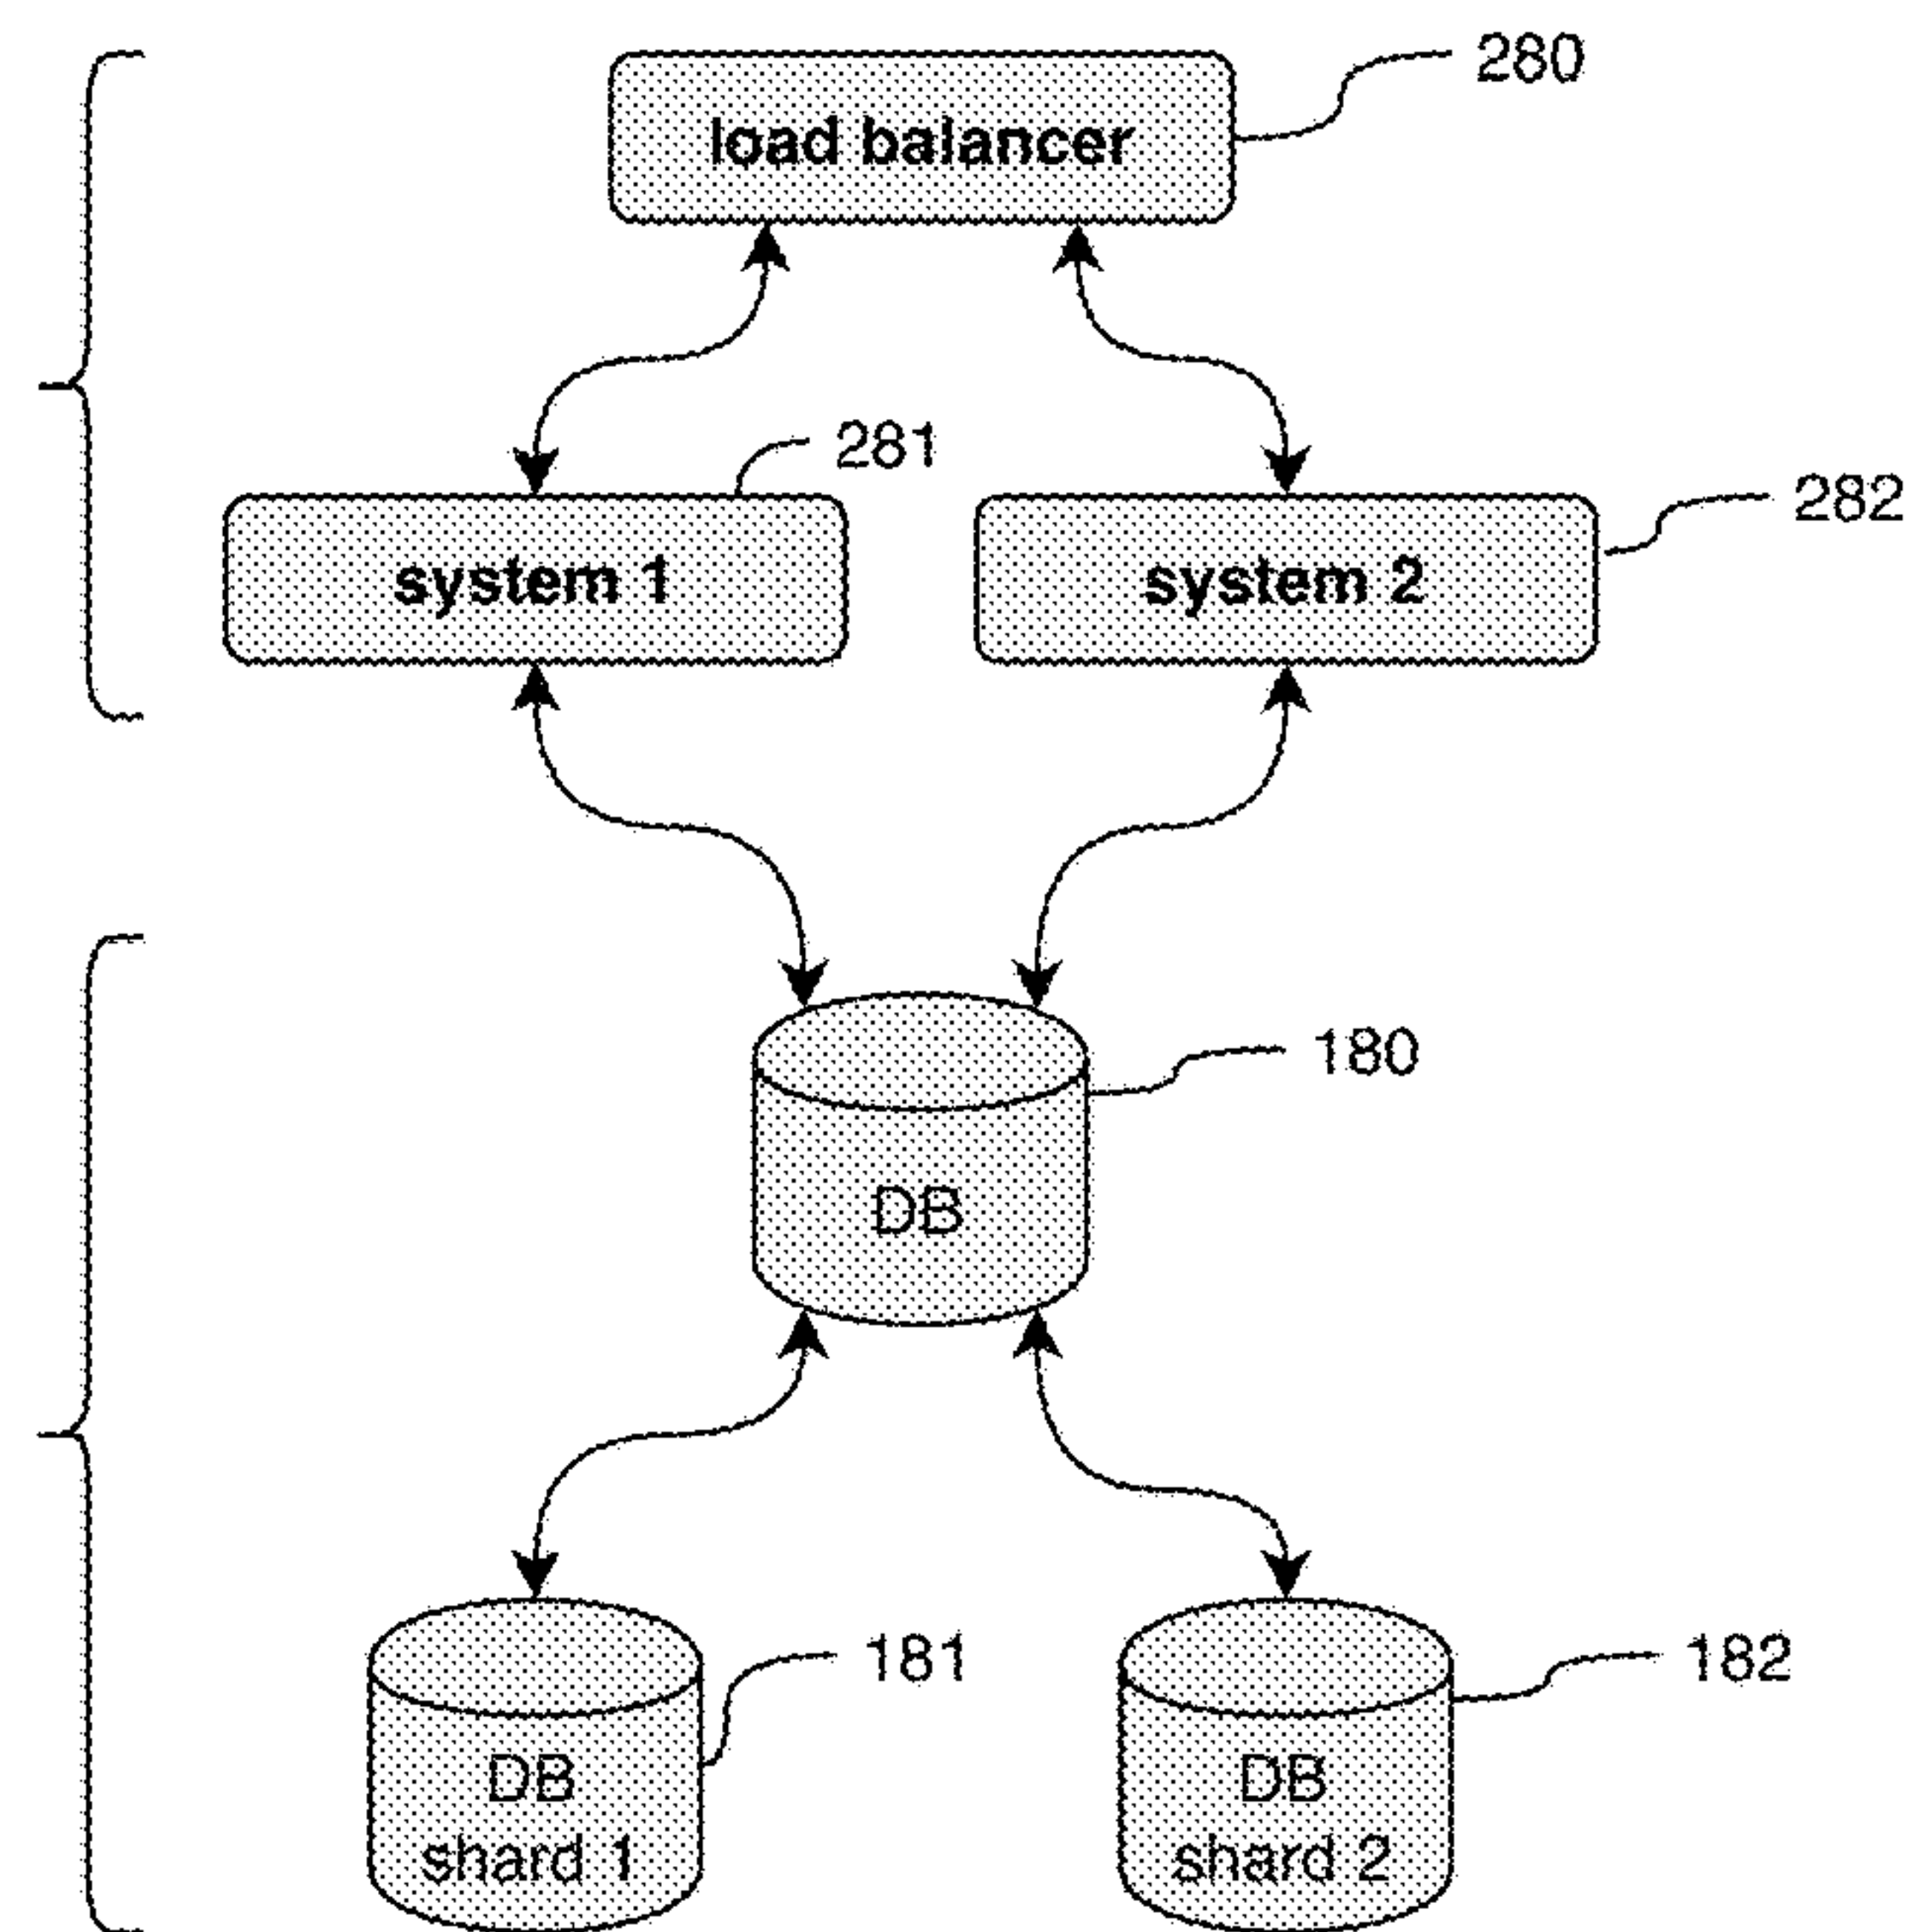 280
load balancer
281
282
system 1
system 2
180
DB
181
182
DB
shard 1
DB
shard 2